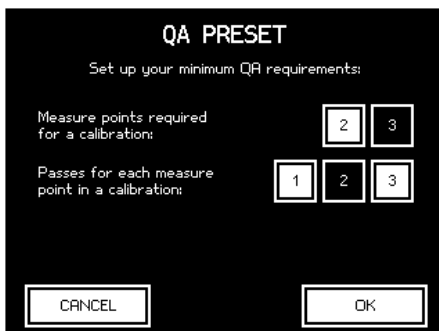 QA PRESET
Set up your minimum QA requirements:
Measure points required
for a calibration:
2 3
Passes for each measure
point in a calibration:
1 2 3
CANCEL OK